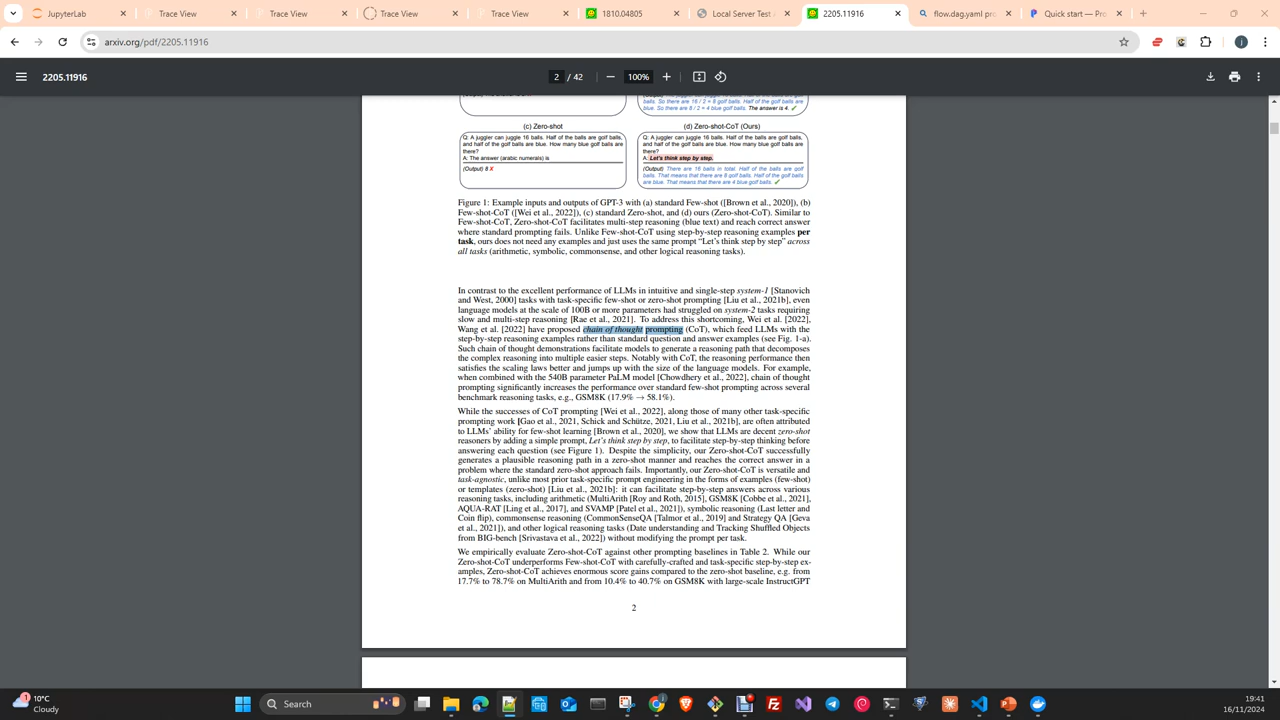 JupyterLab
Trace View
Trace View
Trace View
Trace View
1810.04805
Local Server Test
2205.11916
flow.dag.yaml pro
Quick start — Pro
arxiv.org/pdf/2205.11916
2205.11916
2 / 42
100%
balls. So there are 16 / 2 = 8 golf balls. Half of the golf balls are
blue. So there are 8 / 2 = 4 blue golf balls. The answer is 4.
(c) Zero-shot
Q: A juggler can juggle 16 balls. Half of the balls are golf balls,
and half of the golf balls are blue. How many blue golf balls are
there?
A: The answer (arabic numerals) is
(Output) 8 X
(d) Zero-shot-CoT (Ours)
Q: A juggler can juggle 16 balls. Half of the balls are golf balls,
and half of the golf balls are blue. How many blue golf balls are
there?
A: Let's think step by step.
(Output) There are 16 balls in total. Half of the balls are golf
balls. That means that there are 8 golf balls. Half of the golf balls
are blue. That means that there are 4 blue golf balls.
Figure 1: Example inputs and outputs of GPT-3 with (a) standard Few-shot ([Brown et al., 2020]), (b)
Few-shot-CoT ([Wei et al., 2022]), (c) standard Zero-shot, and (d) ours (Zero-shot-CoT). Similar to
Few-shot-CoT, Zero-shot-CoT facilitates multi-step reasoning (blue text) and reach correct answer
where standard prompting fails. Unlike Few-shot-CoT using step-by-step reasoning examples per
task, ours does not need any examples and just uses the same prompt “Let’s think step by step” across
all tasks (arithmetic, symbolic, commonsense, and other logical reasoning tasks).
In contrast to the excellent performance of LLMs in intuitive and single-step system-1 [Stanovich
and West, 2000] tasks with task-specific few-shot or zero-shot prompting [Liu et al., 2021b], even
language models at the scale of 100B or more parameters had struggled on system-2 tasks requiring
slow and multi-step reasoning [Rae et al., 2021]. To address this shortcoming, Wei et al. [2022],
Wang et al. [2022] have proposed chain of thought prompting (CoT), which feed LLMs with the
step-by-step reasoning examples rather than standard question and answer examples (see Fig. 1-a).
Such chain of thought demonstrations facilitate models to generate a reasoning path that decomposes
the complex reasoning into multiple easier steps. Notably with CoT, the reasoning performance then
satisfies the scaling laws better and jumps up with the size of the language models. For example,
when combined with the 540B parameter PaLM model [Chowdhery et al., 2022], chain of thought
prompting significantly increases the performance over standard few-shot prompting across several
benchmark reasoning tasks, e.g., GSM8K (17.9% → 58.1%).
While the successes of CoT prompting [Wei et al., 2022], along those of many other task-specific
prompting work [Gao et al., 2021, Schick and Schütze, 2021, Liu et al., 2021b], are often attributed
to LLMs’ ability for few-shot learning [Brown et al., 2020], we show that LLMs are decent zero-shot
reasoners by adding a simple prompt, Let’s think step by step, to facilitate step-by-step thinking before
answering each question (see Figure 1). Despite the simplicity, our Zero-shot-CoT successfully
generates a plausible reasoning path in a zero-shot manner and reaches the correct answer in a
problem where the standard zero-shot approach fails. Importantly, our Zero-shot-CoT is versatile and
task-agnostic, unlike most prior task-specific prompt engineering in the forms of examples (few-shot)
or templates (zero-shot) [Liu et al., 2021b]: it can facilitate step-by-step answers across various
reasoning tasks, including arithmetic (MultiArith [Roy and Roth, 2015], GSM8K [Cobbe et al., 2021],
AQUA-RAT [Ling et al., 2017], and SVAMP [Patel et al., 2021]), symbolic reasoning (Last letter and
Coin flip), commonsense reasoning (CommonSenseQA [Talmor et al., 2019] and Strategy QA [Geva
et al., 2021]), and other logical reasoning tasks (Date understanding and Tracking Shuffled Objects
from BIG-bench [Srivastava et al., 2022]) without modifying the prompt per task.
We empirically evaluate Zero-shot-CoT against other prompting baselines in Table 2. While our
Zero-shot-CoT underperforms Few-shot-CoT with carefully-crafted and task-specific step-by-step ex-
amples, Zero-shot-CoT achieves enormous score gains compared to the zero-shot baseline, e.g. from
17.7% to 78.7% on MultiArith and from 10.4% to 40.7% on GSM8K with large-scale InstructGPT
2
10°C
Cloudy
Search
19:41
16/11/2024